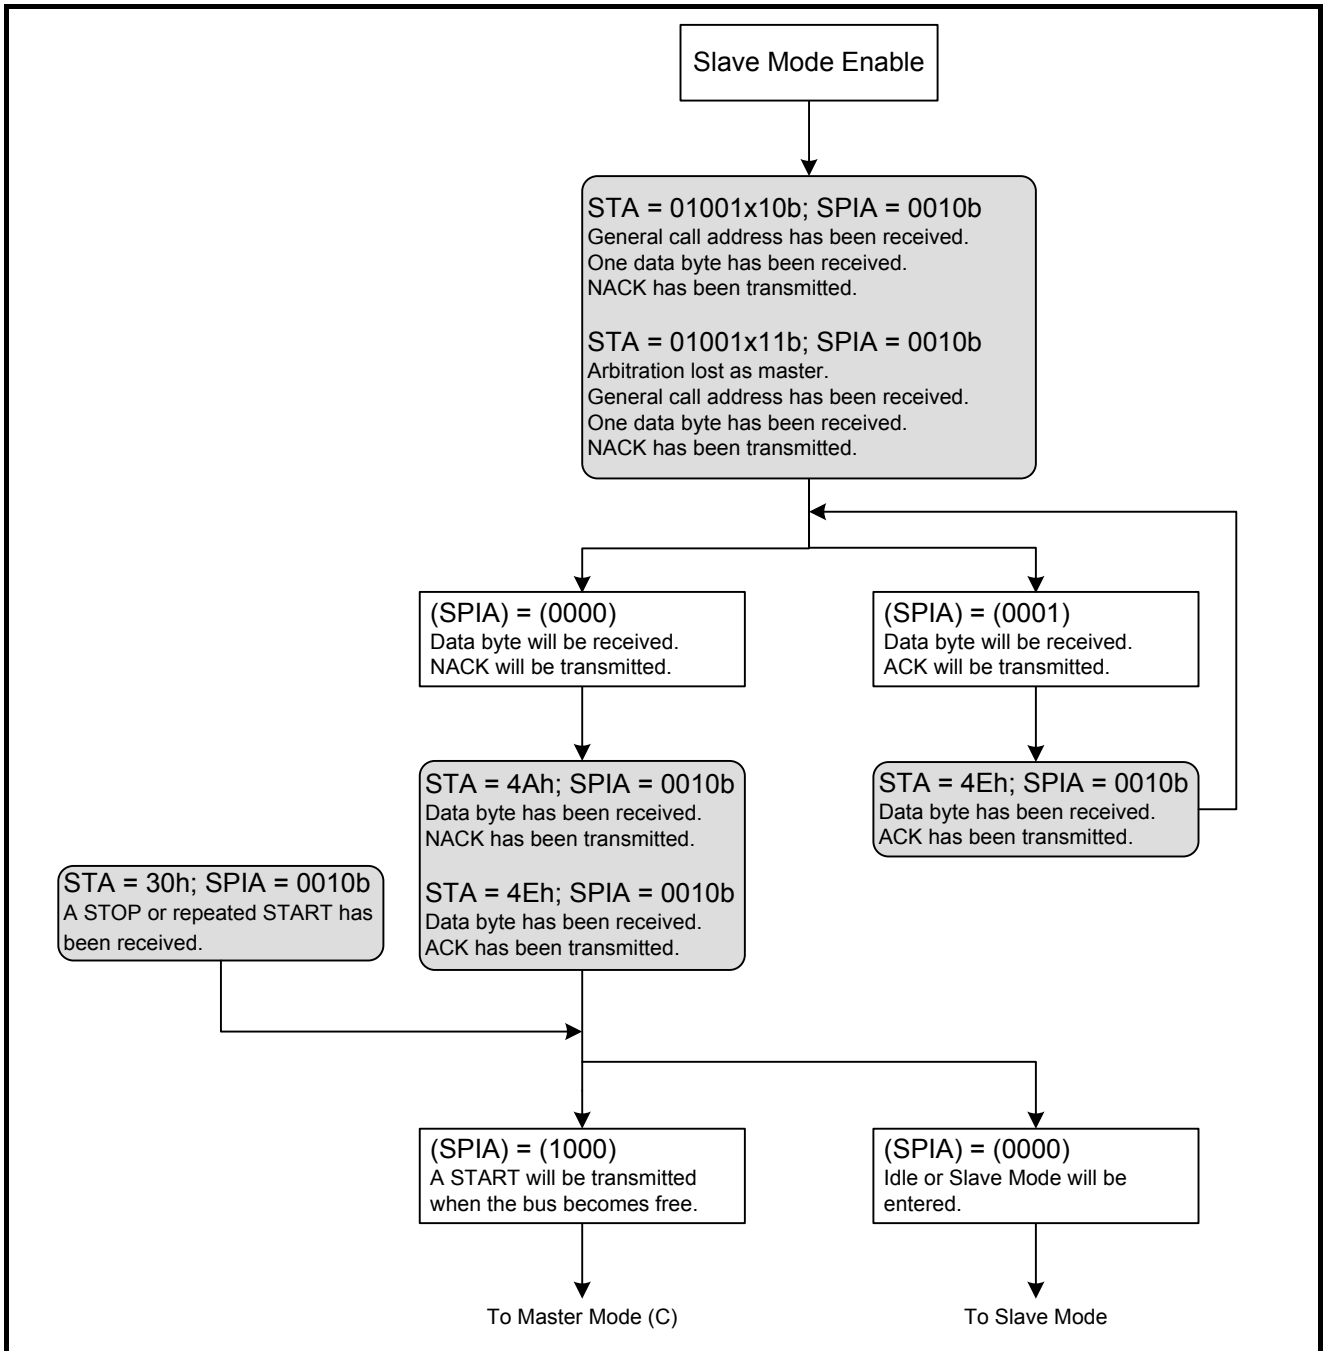 Slave Mode Enable
STA = 01001x10b; SPIA = 0010b
General call address has been received.
One data byte has been received.
NACK has been transmitted.
STA = 01001x11b; SPIA = 0010b
Arbitration lost as master.
General call address has been received.
One data byte has been received.
NACK has been transmitted.
(SPIA) = (0000)
Data byte will be received.
NACK will be transmitted.
(SPIA) = (0001)
Data byte will be received.
ACK will be transmitted.
STA = 4Ah; SPIA = 0010b
Data byte has been received.
NACK has been transmitted.
STA = 4Eh; SPIA = 0010b
Data byte has been received.
ACK has been transmitted.
STA = 4Eh; SPIA = 0010b
Data byte has been received.
ACK has been transmitted.
STA = 30h; SPIA = 0010b
A STOP or repeated START has
been received.
(SPIA) = (1000)
A START will be transmitted
when the bus becomes free.
(SPIA) = (0000)
Idle or Slave Mode will be
entered.
To Master Mode (C)
To Slave Mode